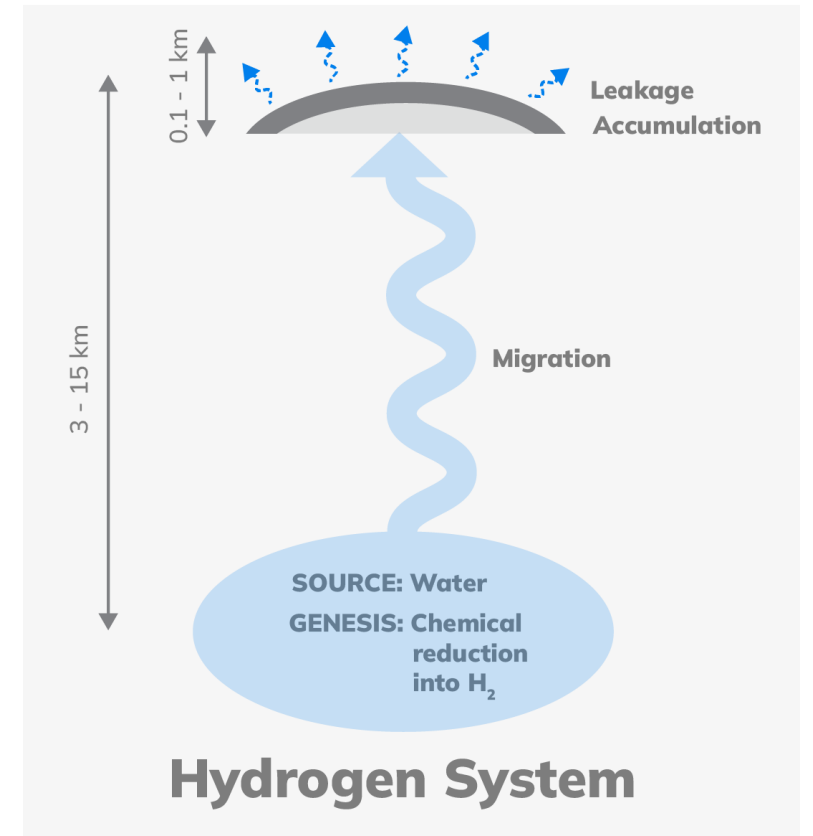 0.1 - 1 km
Leakage
Accumulation
3 - 15 km
Migration
SOURCE: Water
GENESIS: Chemical
reduction
into H₂
Hydrogen System